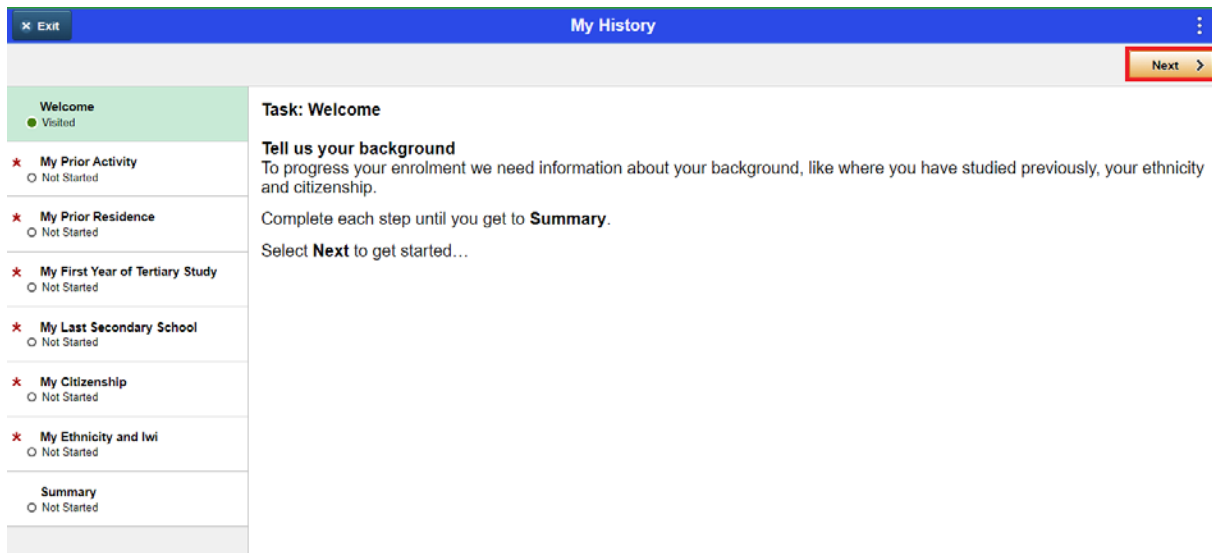 × Exit
My History
Next >
Welcome
Visited
* My Prior Activity
Not Started
* My Prior Residence
Not Started
* My First Year of Tertiary Study
Not Started
* My Last Secondary School
Not Started
* My Citizenship
Not Started
* My Ethnicity and Iwi
Not Started
Summary
Not Started
Task: Welcome
Tell us your background
To progress your enrolment we need information about your background, like where you have studied previously, your ethnicity
and citizenship.
Complete each step until you get to Summary.
Select Next to get started…